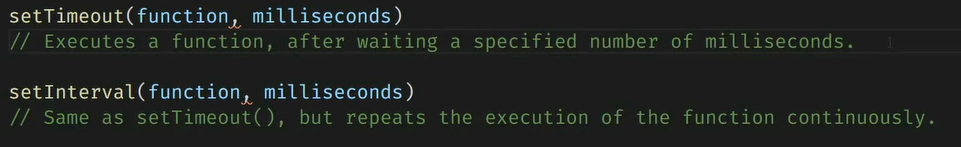 setTimeout(function, milliseconds)
// Executes a function, after waiting a specified number of milliseconds.
setInterval(function, milliseconds)
// Same as setTimeout(), but repeats the execution of the function continuously.